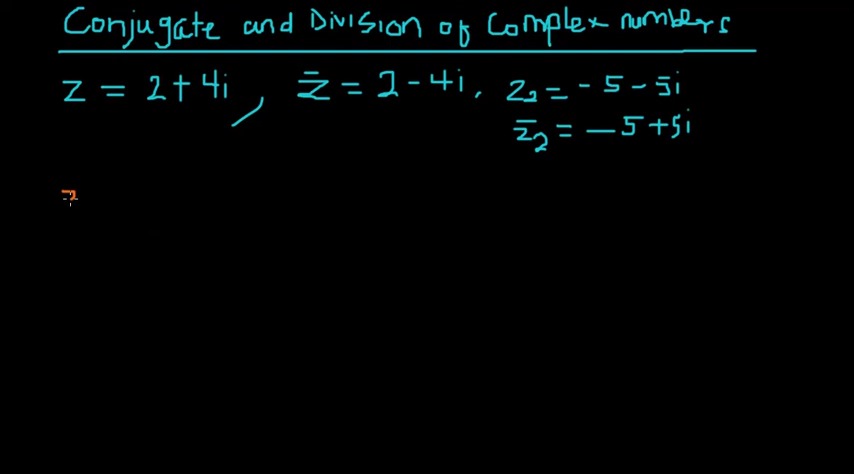 Conjugate and Division of Complex numbers
z = 2 + 4i, z̄ = 2 - 4i, z₂ = - 5 - 5i
z̄₂ = - 5 + 5i